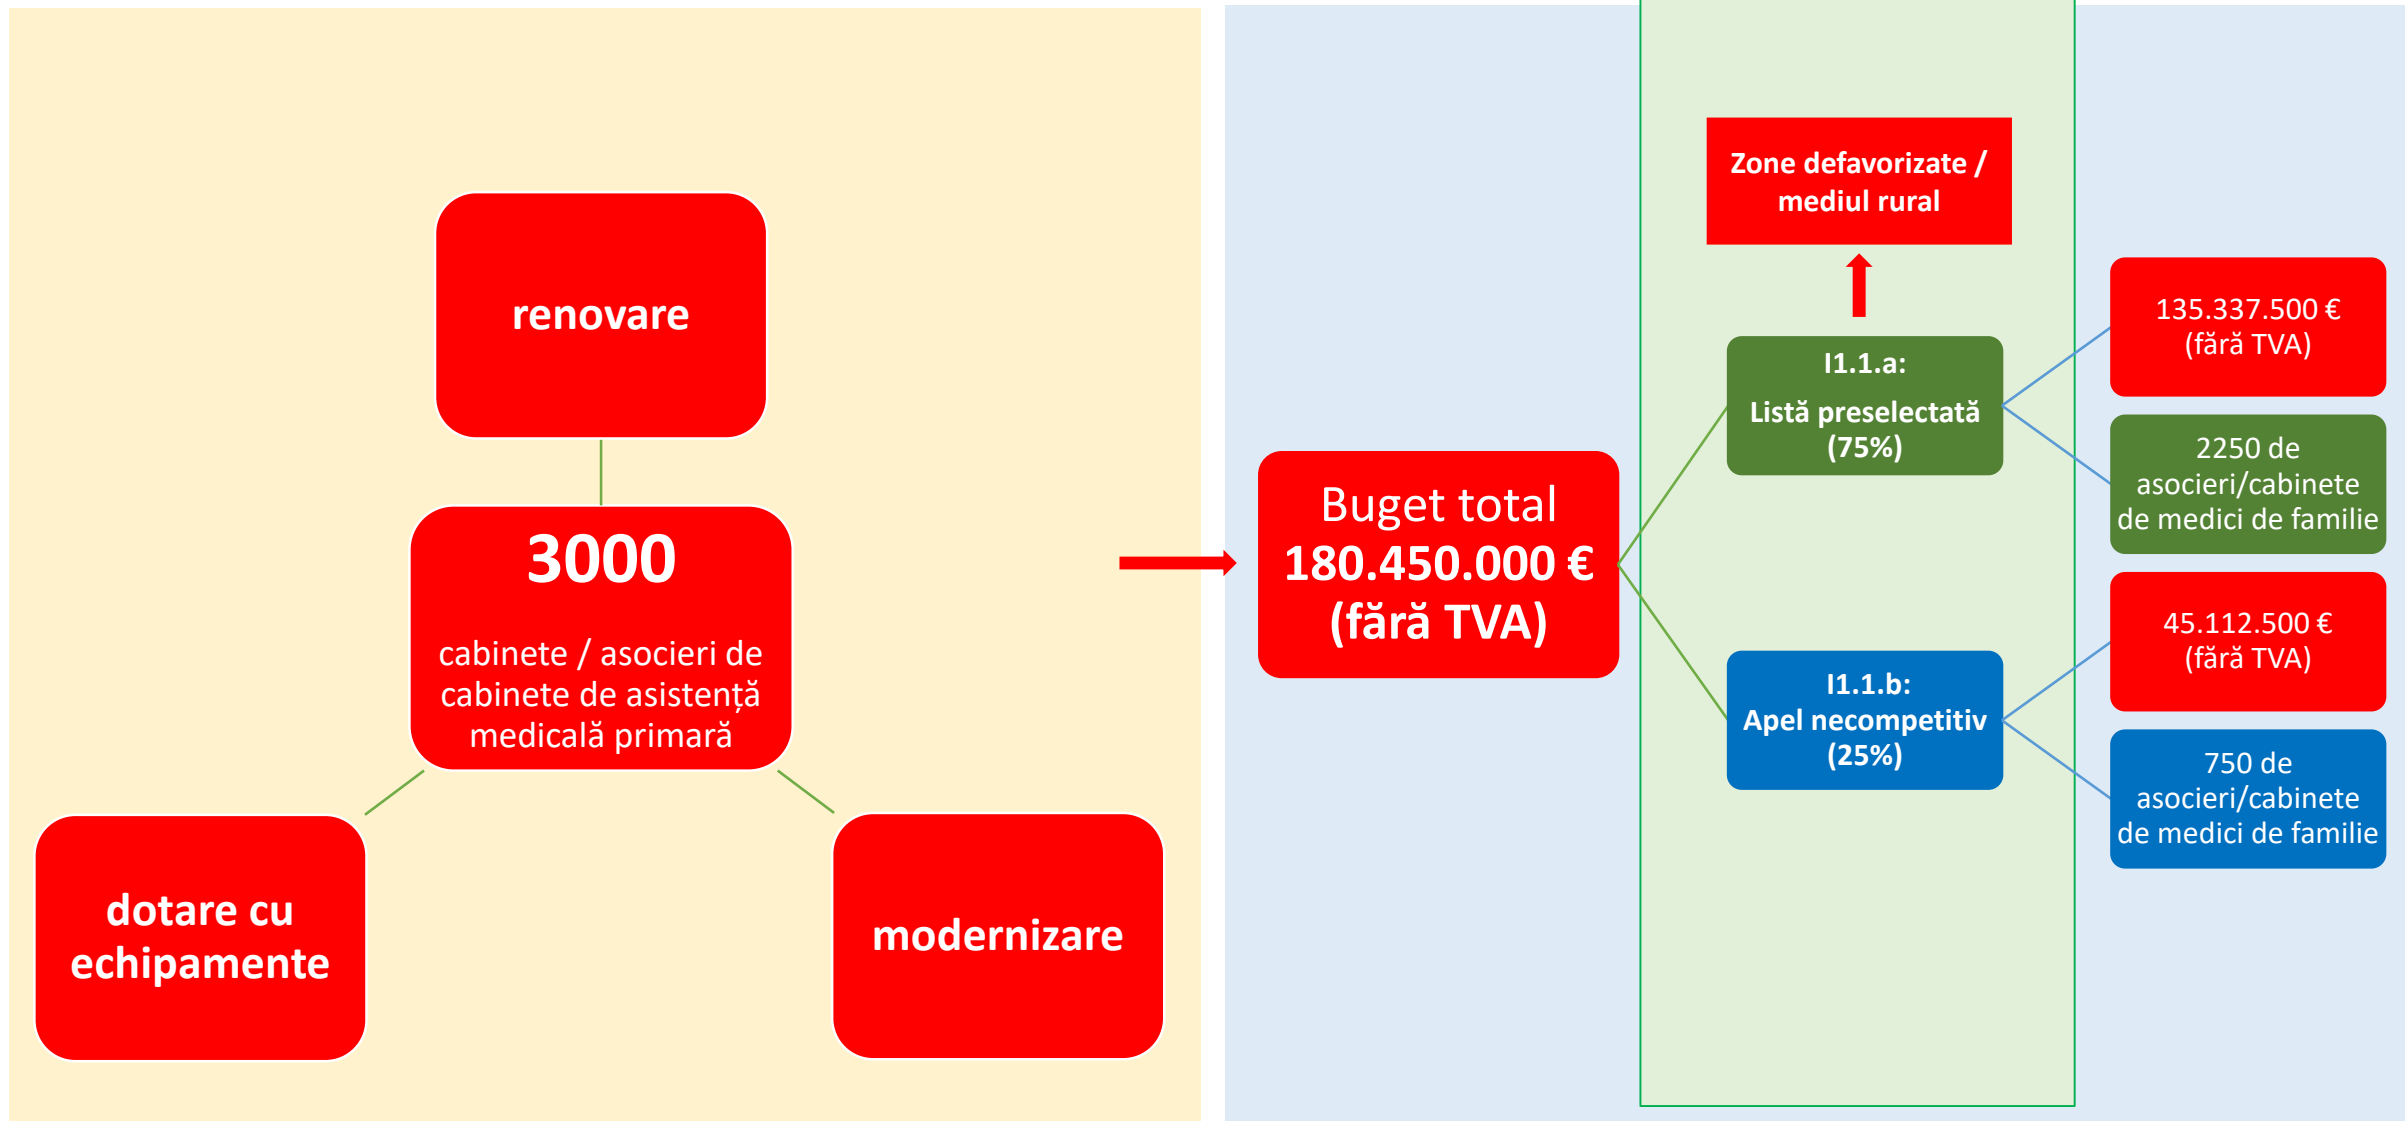 renovare
3000
cabinete / asocieri de
cabinete de asistență
medicală primară
dotare cu
echipamente
modernizare
Buget total
180.450.000 €
(fără TVA)
Zone defavorizate /
mediul rural
I1.1.a:
Listă preselectată
(75%)
I1.1.b:
Apel necompetitiv
(25%)
135.337.500 €
(fără TVA)
2250 de
asocieri/cabinete
de medici de familie
45.112.500 €
(fără TVA)
750 de
asocieri/cabinete
de medici de familie